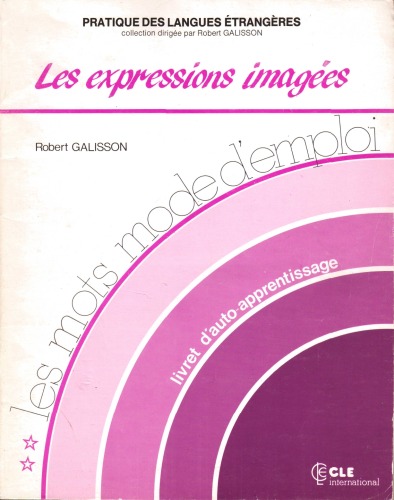 PRATIQUE DES LANGUES ÉTRANGÈRES
collection dirigée par Robert GALISSON
Les expressions imagées
Robert GALISSON
les mots mode d'emploi
livret d'auto-apprentissage
CLE
international